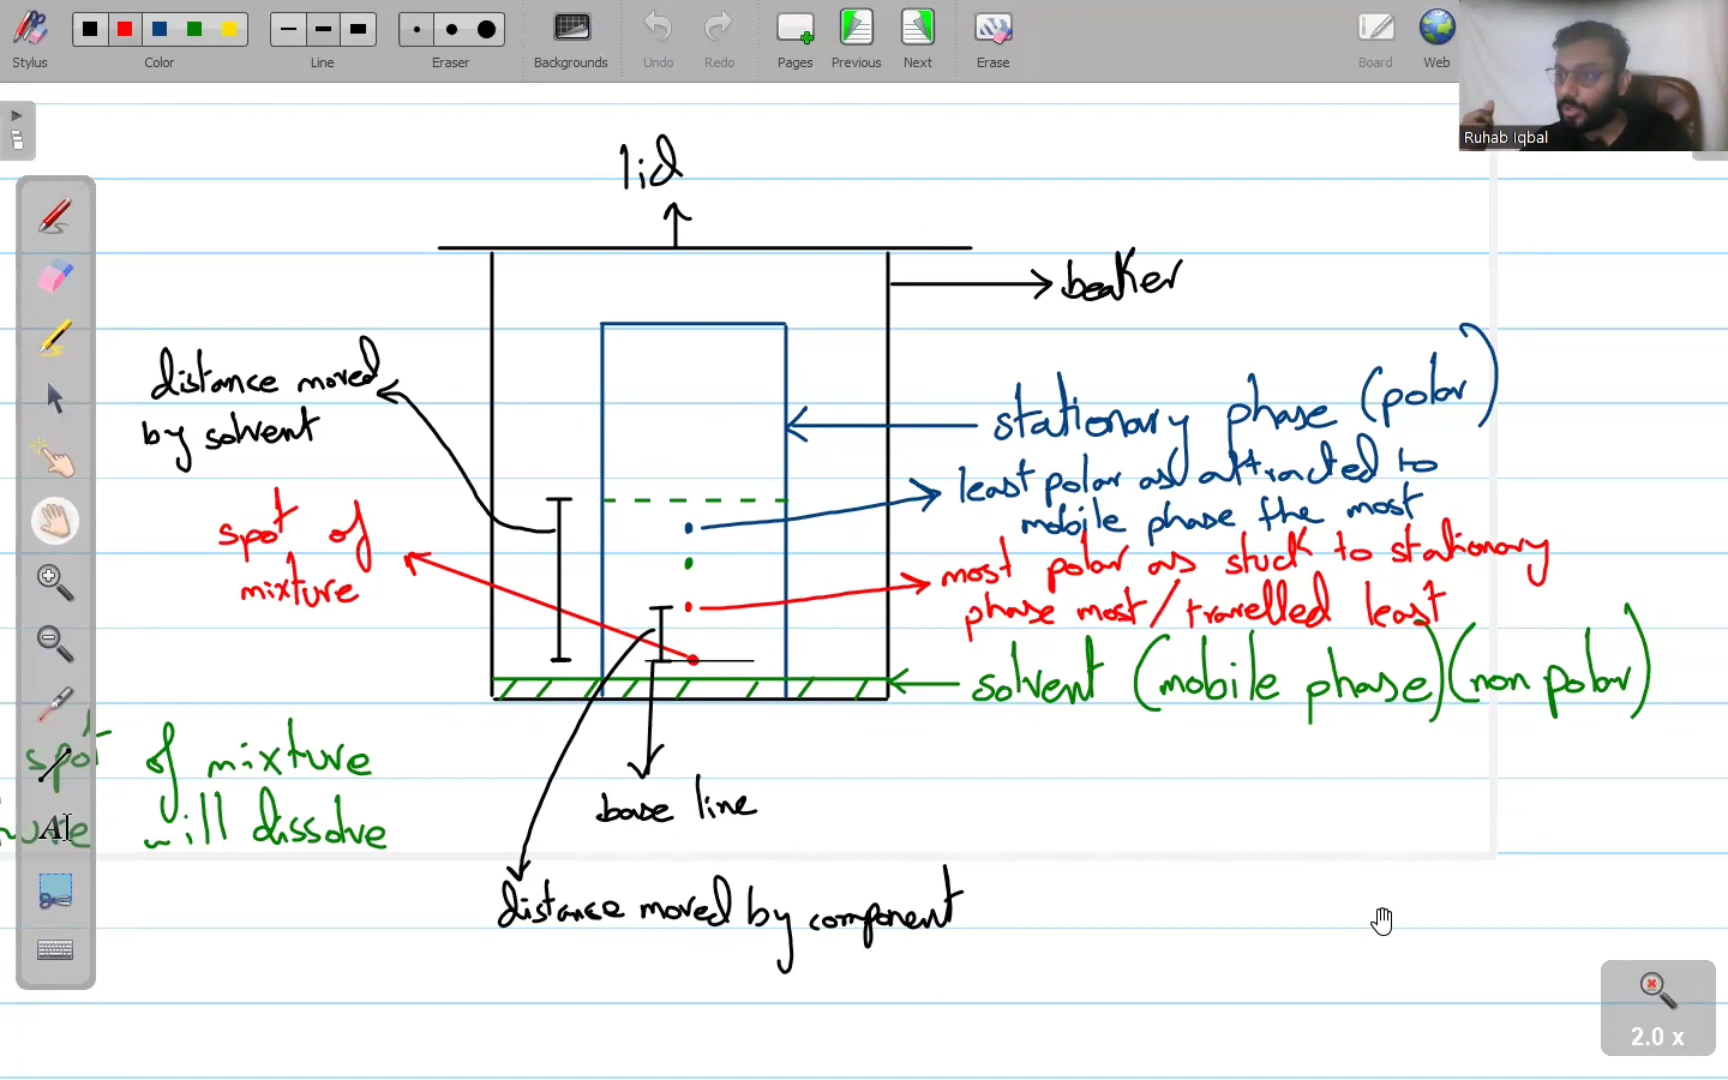 Stylus
Color
Line
Eraser
Backgrounds
Undo
Redo
Pages
Previous
Next
Erase
Board
Web
Ruhab Iqbal
lid
beaker
distance moved
by solvent
stationary phase (polar)
least polar as attracted to
mobile phase the most
spot of
mixture
most polar as stuck to stationary
phase most/travelled least
solvent (mobile phase)(non polar)
spot of mixture
will dissolve
base line
distance moved by component
2.0 x